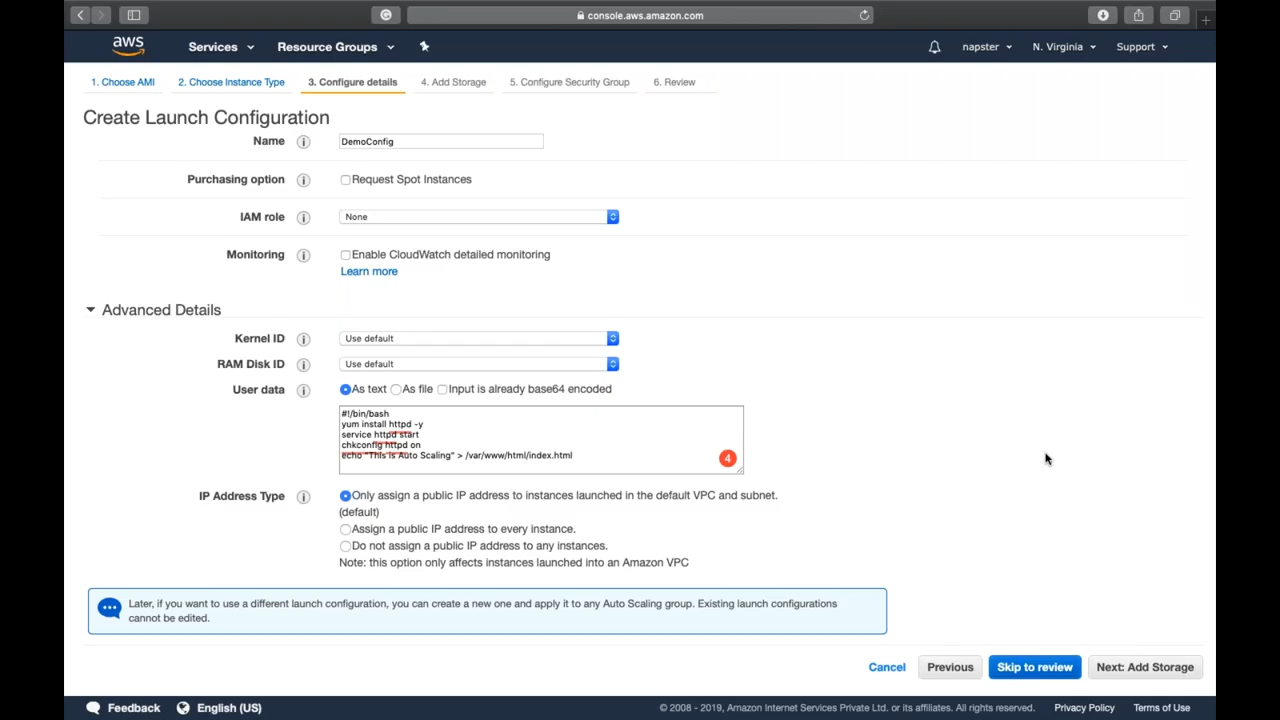 console.aws.amazon.com
aws Services Resource Groups napster N. Virginia Support
1. Choose AMI 2. Choose Instance Type 3. Configure details 4. Add Storage 5. Configure Security Group 6. Review
Create Launch Configuration
Name i DemoConfig
Purchasing option i Request Spot Instances
IAM role i None
Monitoring i Enable CloudWatch detailed monitoring
Learn more
Advanced Details
Kernel ID i Use default
RAM Disk ID i Use default
User data i As text As file Input is already base64 encoded
#!/bin/bash
yum install httpd -y
service httpd start
chkconfig httpd on
echo "This is Auto Scaling" > /var/www/html/index.html
4
IP Address Type i Only assign a public IP address to instances launched in the default VPC and subnet.
(default)
Assign a public IP address to every instance.
Do not assign a public IP address to any instances.
Note: this option only affects instances launched into an Amazon VPC
Later, if you want to use a different launch configuration, you can create a new one and apply it to any Auto Scaling group. Existing launch configurations
cannot be edited.
Cancel Previous Skip to review Next: Add Storage
Feedback English (US) © 2008 - 2019, Amazon Internet Services Private Ltd. or its affiliates. All rights reserved. Privacy Policy Terms of Use